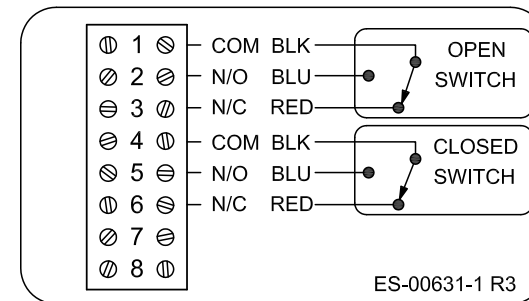 1 COM BLK OPEN
2 N/O BLU SWITCH
3 N/C RED
4 COM BLK CLOSED
5 N/O BLU SWITCH
6 N/C RED
7
8
ES-00631-1 R3